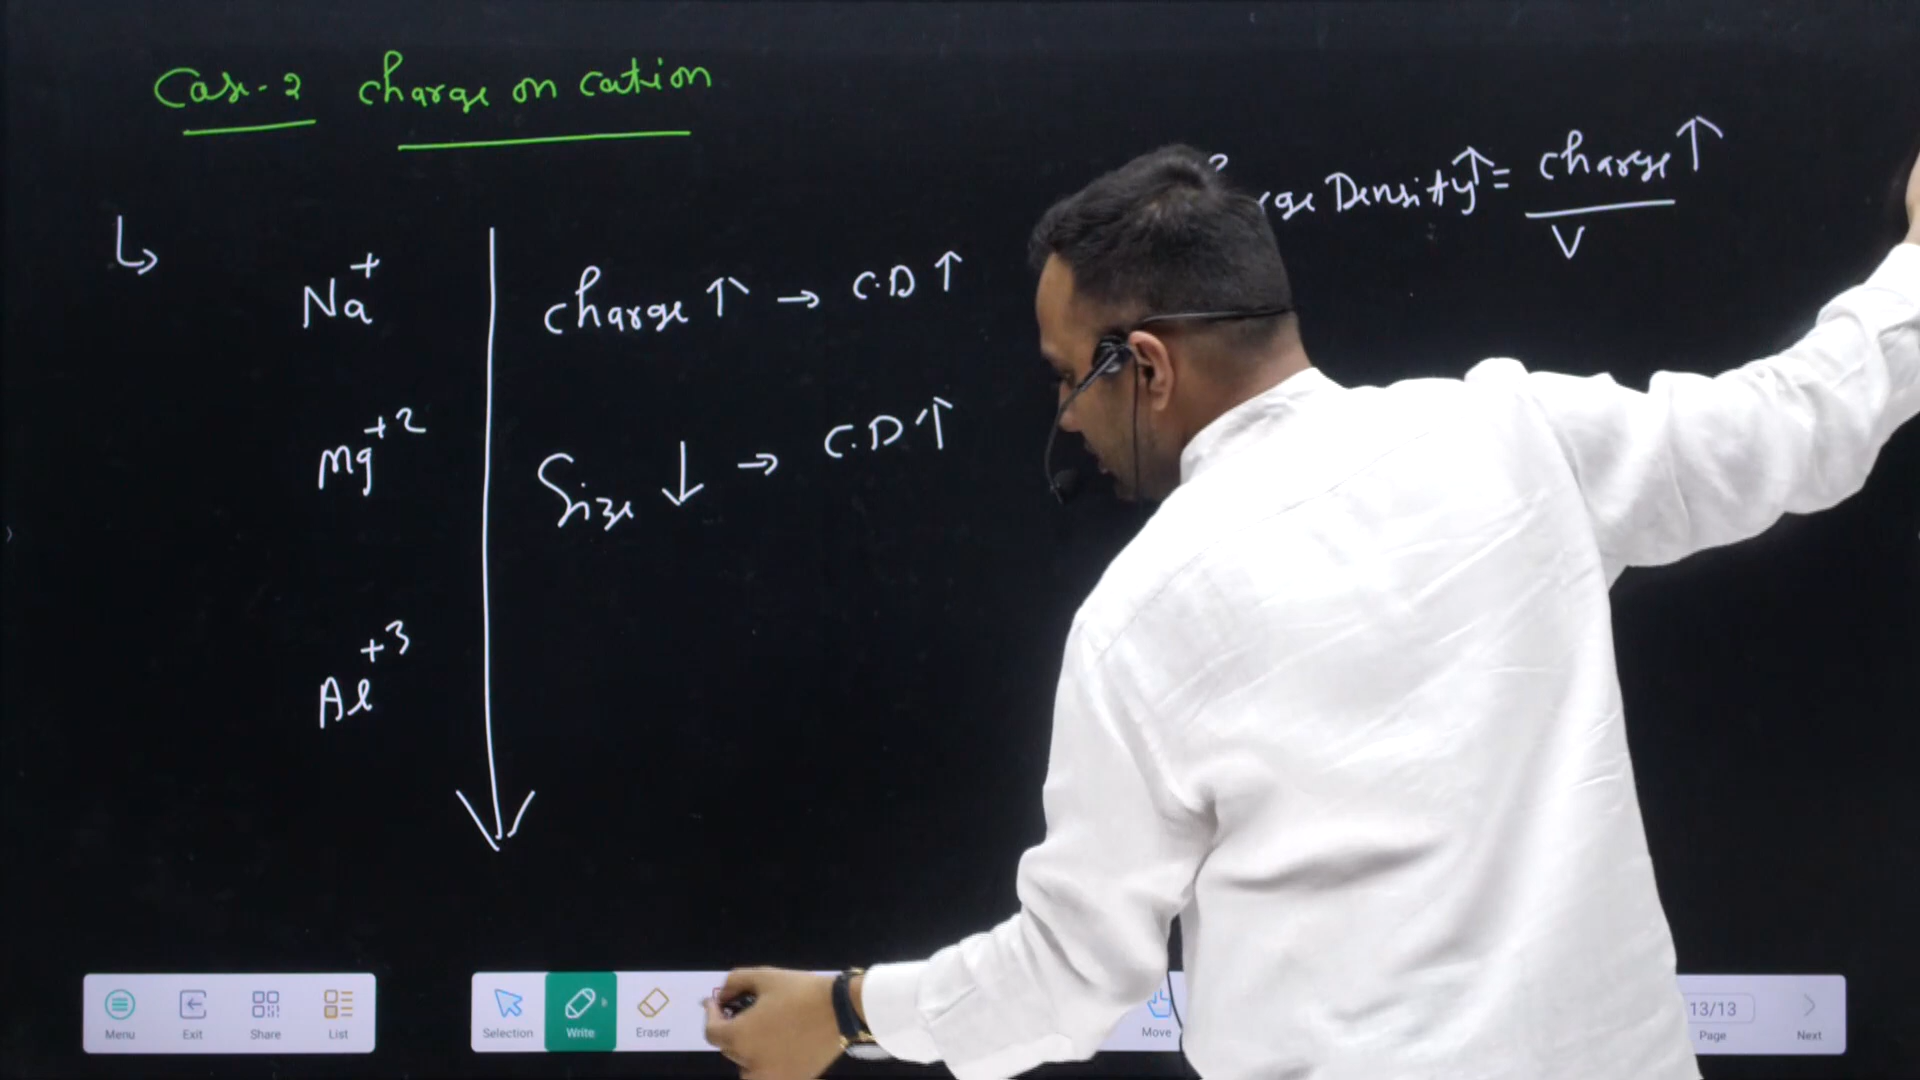 Case-2 charge on cation
Density↑ = charge↑
V
↳
Na+
charge ↑ → C.D ↑
Mg+2
Size ↓ → C.D ↑
Al+3
Menu Exit Share List Selection Write Eraser Move 13/13 Page Next